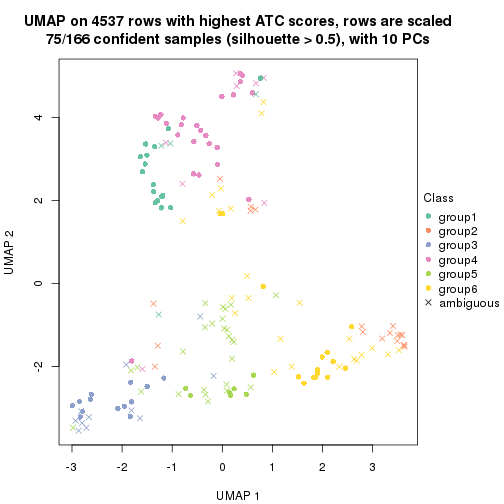 UMAP on 4537 rows with highest ATC scores, rows are scaled
75/166 confident samples (silhouette > 0.5), with 10 PCs
4
2
0
-2
UMAP 2
-3
-2
-1
0
1
2
3
UMAP 1
Class
group1
group2
group3
group4
group5
group6
ambiguous